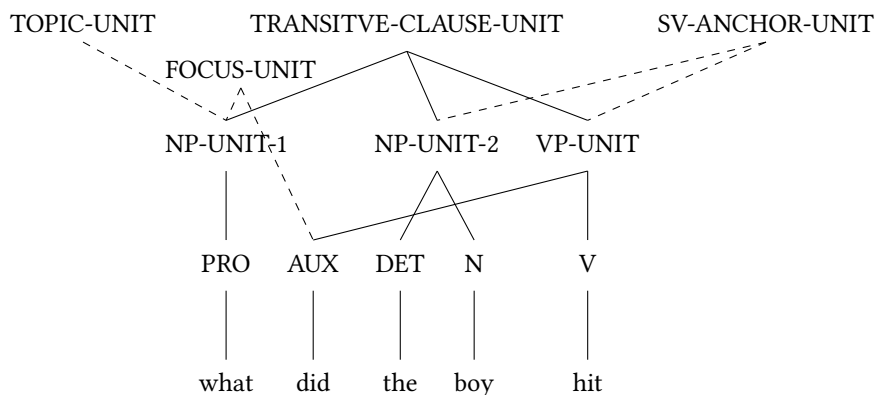 TOPIC-UNIT TRANSITVE-CLAUSE-UNIT SV-ANCHOR-UNIT
FOCUS-UNIT
NP-UNIT-1 NP-UNIT-2 VP-UNIT
PRO AUX DET N V
what did the boy hit